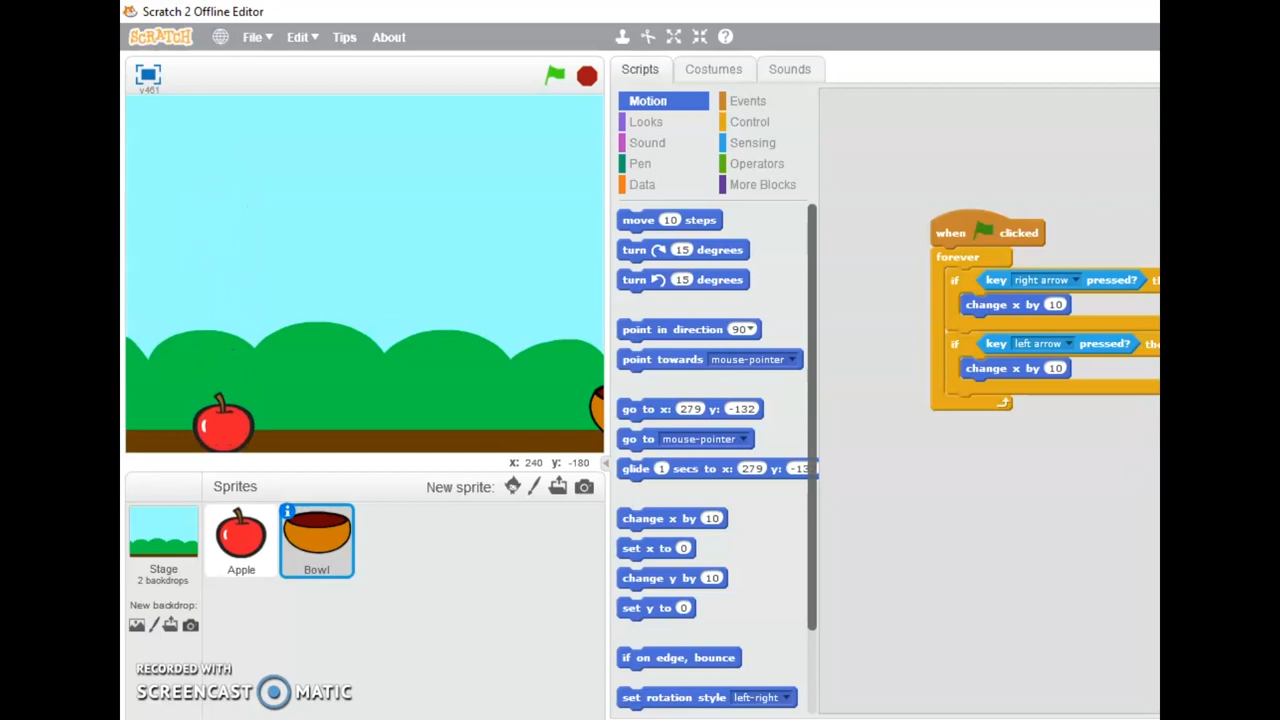 Scratch 2 Offline Editor
SCRATCH File Edit Tips About
v461
Scripts Costumes Sounds
Motion Events
Looks Control
Sound Sensing
Pen Operators
Data More Blocks
move 10 steps
turn 15 degrees
turn 15 degrees
point in direction 90
point towards mouse-pointer
go to x: 279 y: -132
go to mouse-pointer
glide 1 secs to x: 279 y: -13
change x by 10
set x to 0
change y by 10
set y to 0
if on edge, bounce
set rotation style left-right
when clicked
forever
if key right arrow pressed? th
change x by 10
if key left arrow pressed? the
change x by 10
x: 240 y: -180
Sprites New sprite:
Apple
Bowl
Stage
2 backdrops
New backdrop:
RECORDED WITH
SCREENCAST MATIC